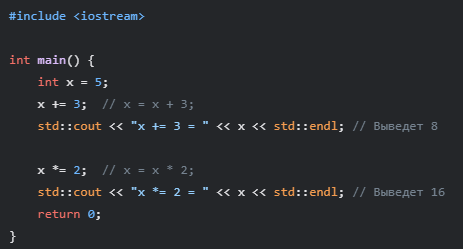 #include <iostream>

int main() {
    int x = 5;
    x += 3;  // x = x + 3;
    std::cout << "x += 3 = " << x << std::endl; // Выведет 8

    x *= 2;  // x = x * 2;
    std::cout << "x *= 2 = " << x << std::endl; // Выведет 16
    return 0;
}